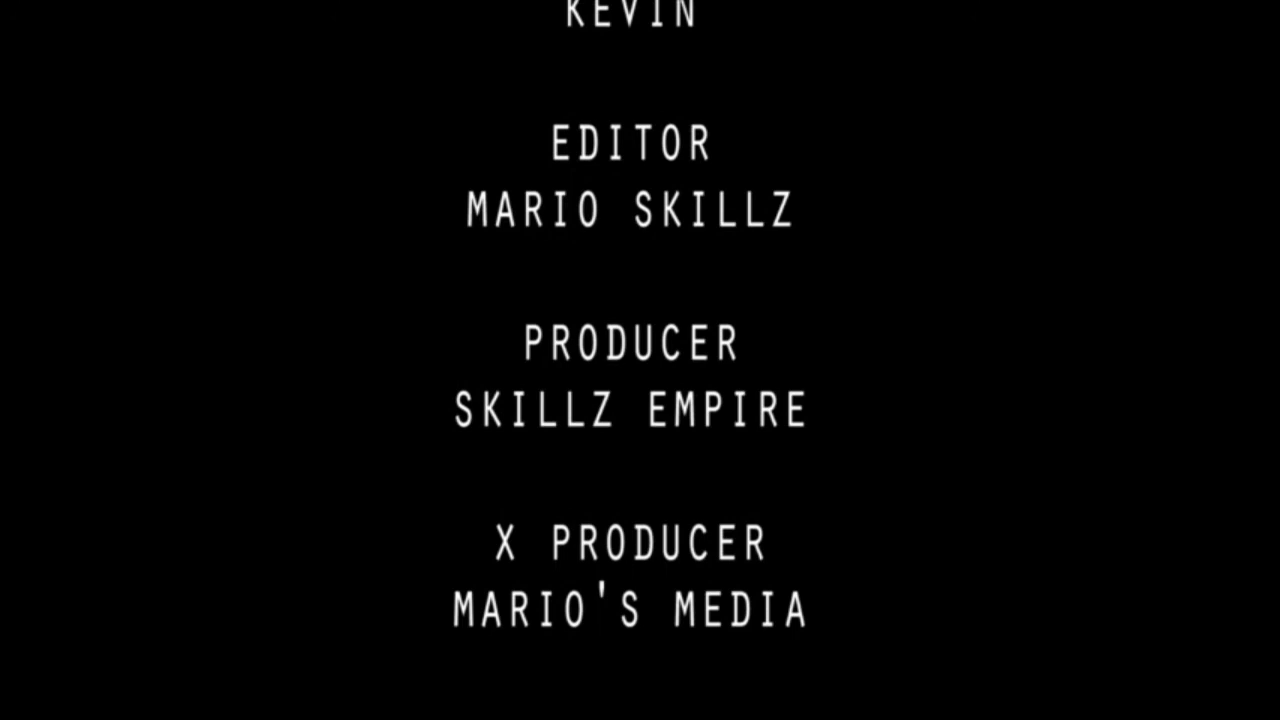 KEVIN
EDITOR
MARIO SKILLZ
PRODUCER
SKILLZ EMPIRE
X PRODUCER
MARIO'S MEDIA